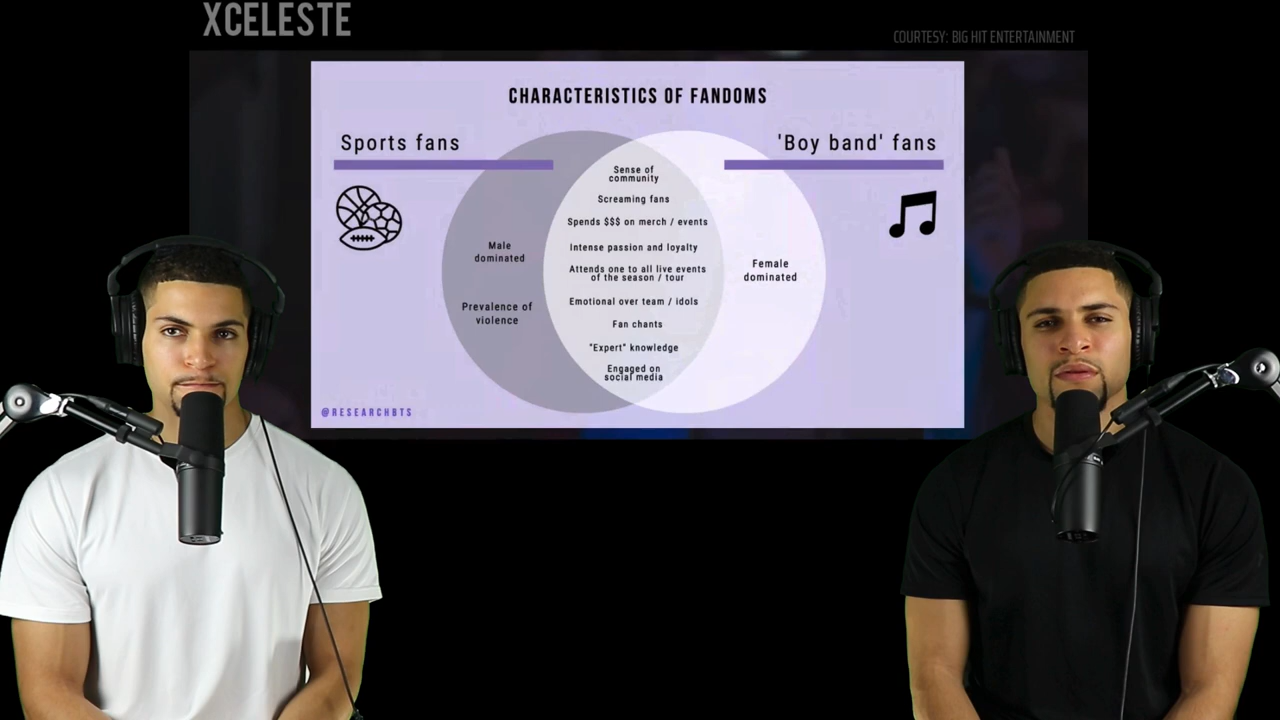 XCELESTE
COURTESY: BIG HIT ENTERTAINMENT
CHARACTERISTICS OF FANDOMS
Sports fans
'Boy band' fans
Sense of
community
Screaming fans
Spends $$$ on merch / events
Intense passion and loyalty
Attends one to all live events
of the season / tour
Emotional over team / idols
Fan chants
"Expert" knowledge
Engaged on
social media
Male
dominated
Prevalence of
violence
Female
dominated
@RESEARCHBTS